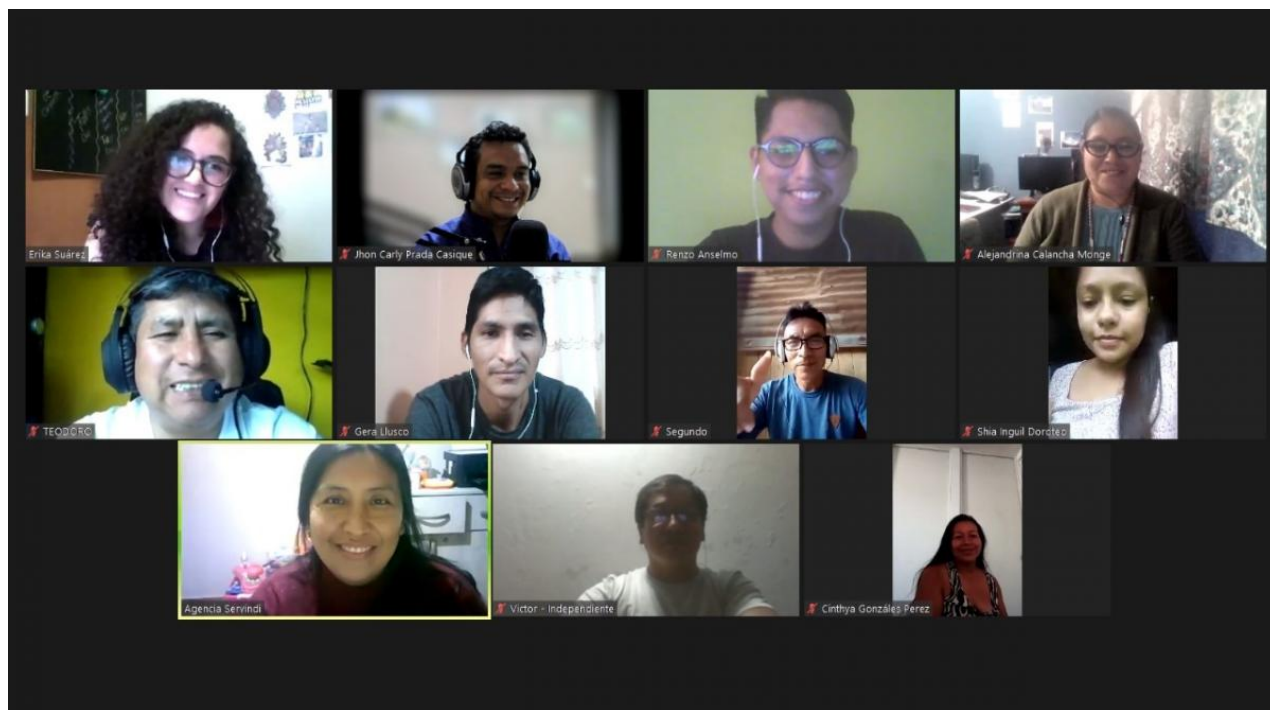 Erika Suárez
Jhon Carly Prada Casique
Renzo Anselmo
Alejandrina Calancha Monge
TEODORO
Gera Llusco
Segundo
Shia Inguil Doroteo
Agencia Servindi
Victor - Independiente
Cinthya Gonzáles Perez